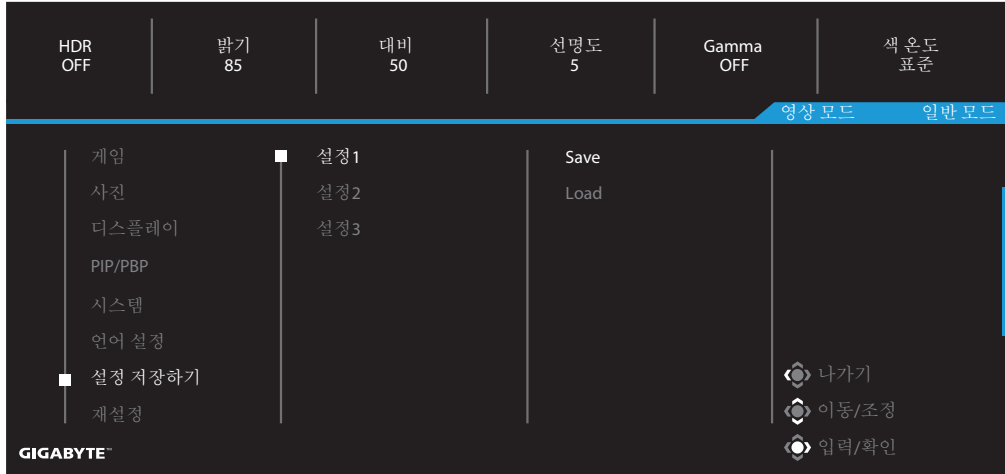 HDR
OFF
밝기
85
대비
50
선명도
5
Gamma
OFF
색 온도
표준
영상 모드 일반 모드
게임
사진
디스플레이
PIP/PBP
시스템
언어 설정
설정 저장하기
재설정
설정1
설정2
설정3
Save
Load
나가기
이동/조정
입력/확인
GIGABYTE™